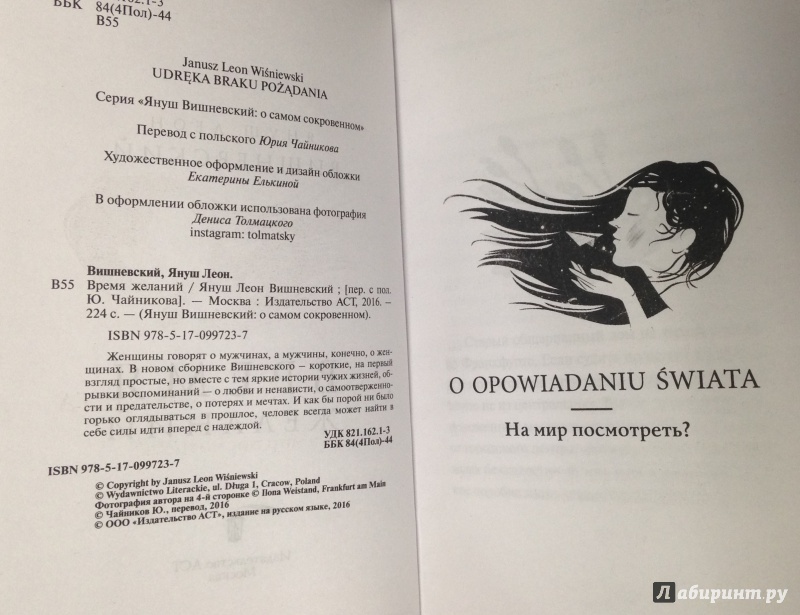 162.1-3
ББК 84(4Пол)-44
В55
Janusz Leon Wiśniewski
UDRĘKA BRAKU POŻĄDANIA
Серия «Януш Вишневский: о самом сокровенном»
Перевод с польского Юрия Чайникова
Художественное оформление и дизайн обложки
Екатерины Елькиной
В оформлении обложки использована фотография
Дениса Толмацкого
instagram: tolmatsky
Вишневский, Януш Леон.
В55 Время желаний / Януш Леон Вишневский ; [пер. с пол.
Ю. Чайникова]. — Москва : Издательство АСТ, 2016. –
224 с. — (Януш Вишневский: о самом сокровенном).
ISBN 978-5-17-099723-7
Женщины говорят о мужчинах, а мужчины, конечно, о жен-
щинах. В новом сборнике Вишневского – короткие, на первый
взгляд простые, но вместе с тем яркие истории чужих жизней, об-
рывки воспоминаний — о любви и ненависти, о самоотверженно-
сти и предательстве, о потерях и мечтах. И как бы порой ни было
горько оглядываться в прошлое, человек всегда может найти в
себе силы идти вперед с надеждой.
УДК 821.162.1-3
ББК 84(4Пол)-44
ISBN 978-5-17-099723-7
© Copyright by Janusz Leon Wiśniewski
© Wydawnictwo Literackie, ul. Długa 1, Cracow, Poland
Фотография автора на 4-й сторонке © Ilona Weistand, Frankfurt am Main
© Чайников Ю., перевод, 2016
© ООО «Издательство АСТ», издание на русском языке, 2016
O OPOWIADANIU ŚWIATA
На мир посмотреть?
Лабиринт.ру